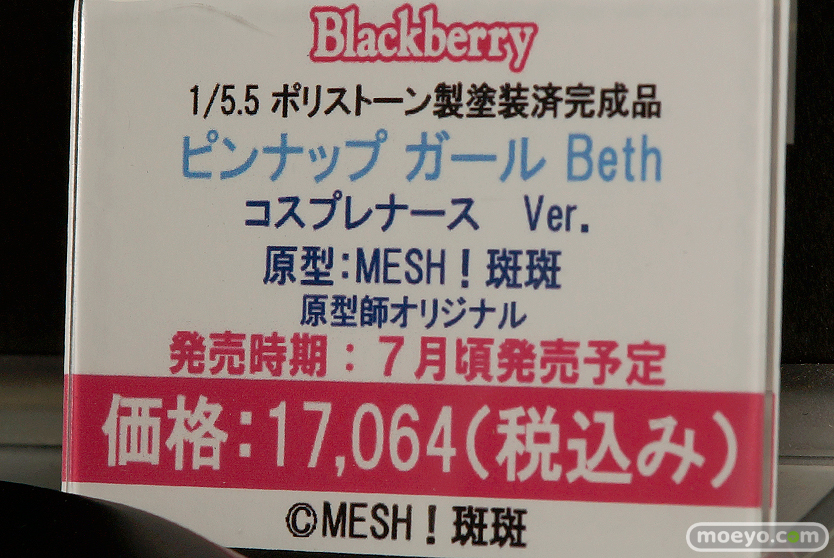 Blackberry
1/5.5 ポリストーン製塗装済完成品
ピンナップ ガール Beth
コスプレナース Ver.
原型:MESH！斑斑
原型師オリジナル
発売時期：７月頃発売予定
価格:17,064(税込み)
©MESH！斑斑
moeyo.com